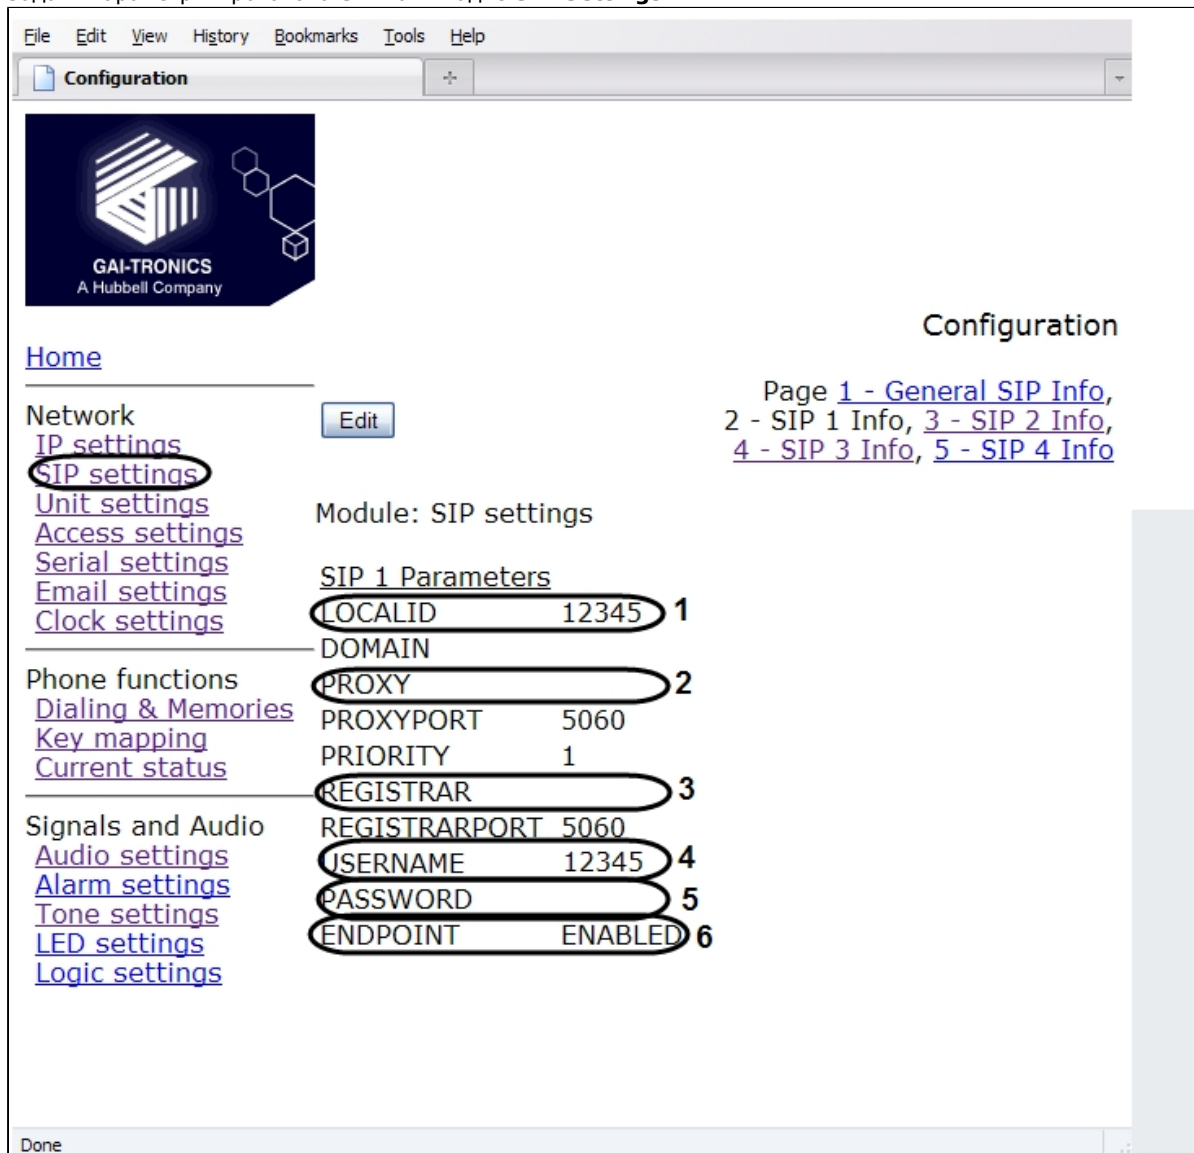 File Edit View History Bookmarks Tools Help
Configuration
GAI-TRONICS
A Hubbell Company
Configuration
Home
Page 1 - General SIP Info,
2 - SIP 1 Info, 3 - SIP 2 Info,
4 - SIP 3 Info, 5 - SIP 4 Info
Network
IP settings
SIP settings
Unit settings
Access settings
Serial settings
Email settings
Clock settings
Phone functions
Dialing & Memories
Key mapping
Current status
Signals and Audio
Audio settings
Alarm settings
Tone settings
LED settings
Logic settings
Edit
Module: SIP settings
SIP 1 Parameters
LOCALID 12345 1
DOMAIN
PROXY 2
PROXYPORT 5060
PRIORITY 1
REGISTRAR 3
REGISTRARPORT 5060
USERNAME 12345 4
PASSWORD 5
ENDPOINT ENABLED 6
Done